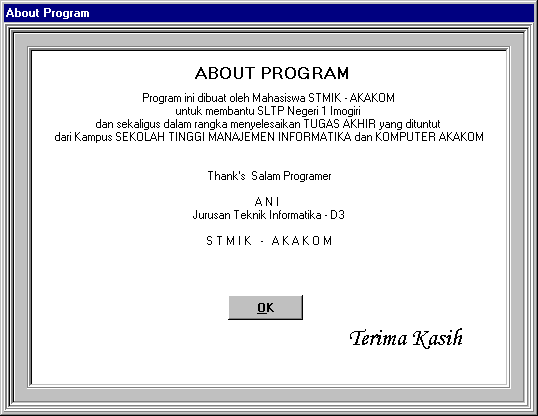 About Program
ABOUT PROGRAM
Program ini dibuat oleh Mahasiswa STMIK - AKAKOM
untuk membantu SLTP Negeri 1 Imogiri
dan sekaligus dalam rangka menyelesaikan TUGAS AKHIR yang dituntut
dari Kampus SEKOLAH TINGGI MANAJEMEN INFORMATIKA dan KOMPUTER AKAKOM
Thank's Salam Programer
A N I
Jurusan Teknik Informatika - D3
S T M I K - A K A K O M
OK
Terima Kasih